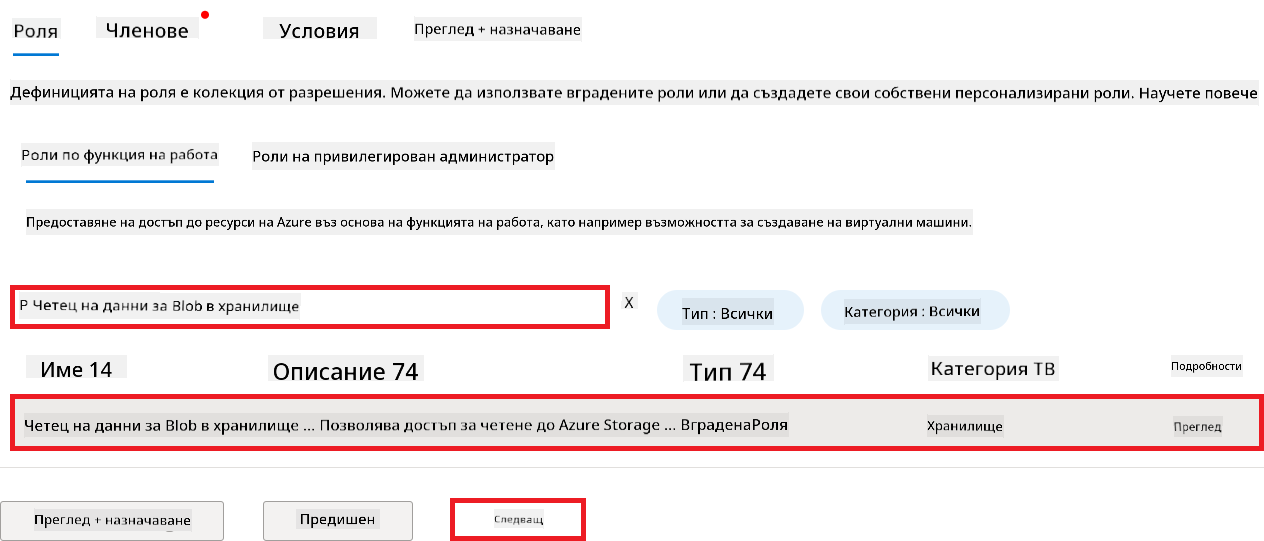 Роля Членове Условия Преглед + назначаване
Дефиницията на роля е колекция от разрешения. Можете да използвате вградените роли или да създадете свои собствени персонализирани роли. Научете повече
Роли по функция на работа Роли на привилегирован администратор
Предоставяне на достъп до ресурси на Azure въз основа на функцията на работа, като например възможността за създаване на виртуални машини.
Р Четец на данни за Blob в хранилище X Тип : Всички Категория : Всички
Име 14 Описание 74 Тип 74 Категория ТВ Подробности
Четец на данни за Blob в хранилище ... Позволява достъп за четене до Azure Storage ... ВграденаРоля Хранилище Преглед
Преглед + назначаване Предишен Следващ